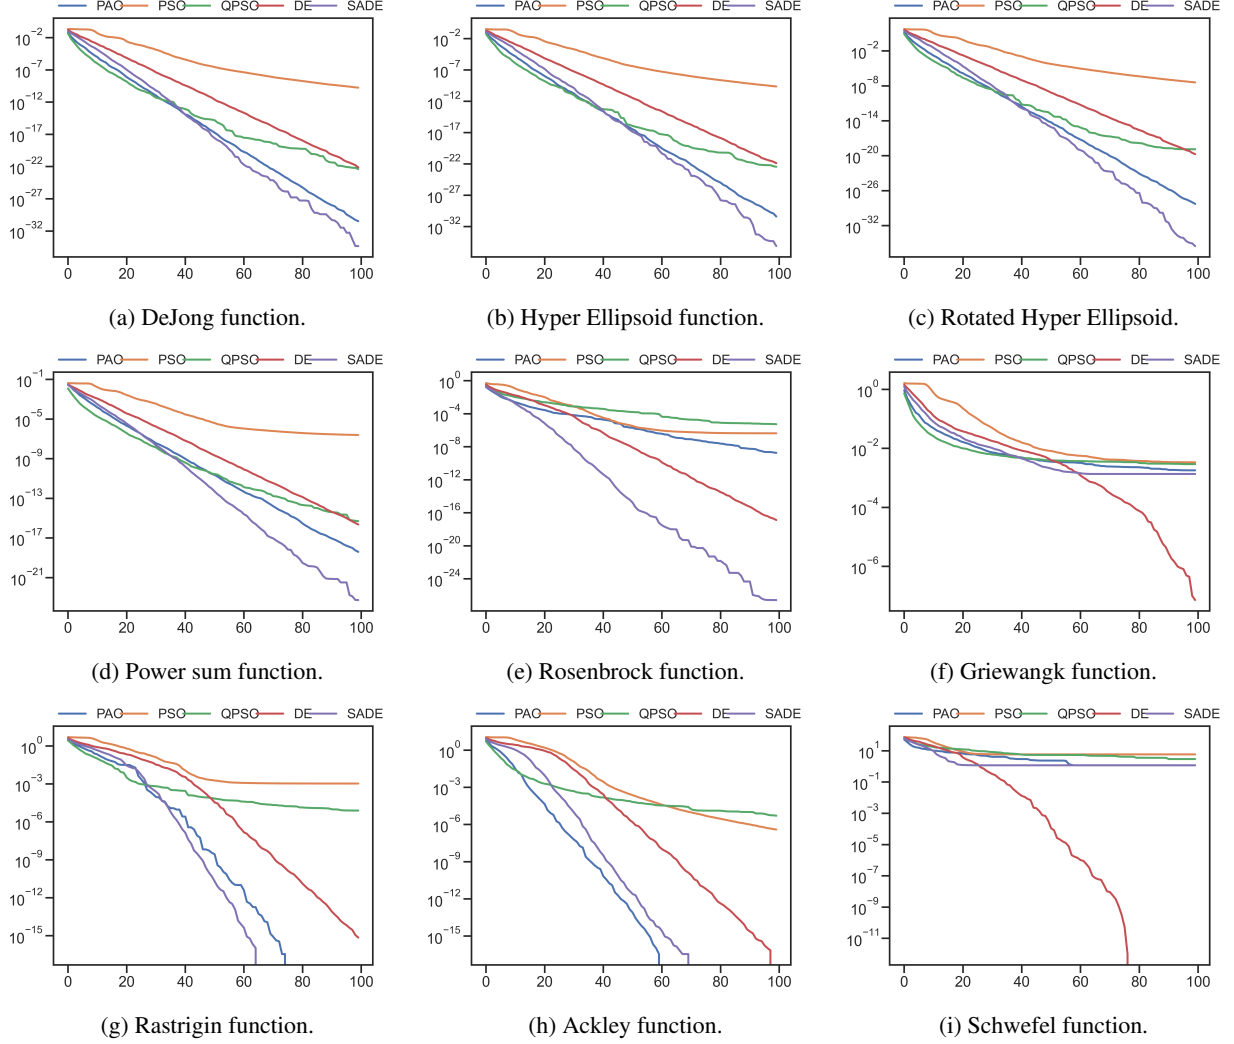 PAO PSO QPSO DE SADE PAO PSO QPSO DE SADE PAO PSO QPSO DE SADE
10^-2 10^-7 10^-12 10^-17 10^-22 10^-27 10^-32
0 20 40 60 80 100
10^-2 10^-7 10^-12 10^-17 10^-22 10^-27 10^-32
0 20 40 60 80 100
10^-2 10^-8 10^-14 10^-20 10^-26 10^-32
0 20 40 60 80 100
(a) DeJong function. (b) Hyper Ellipsoid function. (c) Rotated Hyper Ellipsoid.
PAO PSO QPSO DE SADE PAO PSO QPSO DE SADE PAO PSO QPSO DE SADE
10^-1 10^-5 10^-9 10^-13 10^-17 10^-21
0 20 40 60 80 100
10^0 10^-4 10^-8 10^-12 10^-16 10^-20 10^-24
0 20 40 60 80 100
10^0 10^-2 10^-4 10^-6
0 20 40 60 80 100
(d) Power sum function. (e) Rosenbrock function. (f) Griewangk function.
PAO PSO QPSO DE SADE PAO PSO QPSO DE SADE PAO PSO QPSO DE SADE
10^0 10^-3 10^-6 10^-9 10^-12 10^-15
0 20 40 60 80 100
10^0 10^-3 10^-6 10^-9 10^-12 10^-15
0 20 40 60 80 100
10^1 10^-1 10^-3 10^-5 10^-7 10^-9 10^-11
0 20 40 60 80 100
(g) Rastrigin function. (h) Ackley function. (i) Schwefel function.